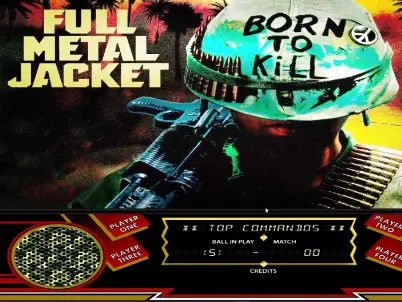 FULL
METAL
JACKET
BORN
TO
KiLL
PLAYER
ONE
PLAYER
TWO
** TOP COMMANDOS **
BALL IN PLAY
MATCH
PLAYER
THREE
PLAYER
FOUR
(5) - 00
CREDITS